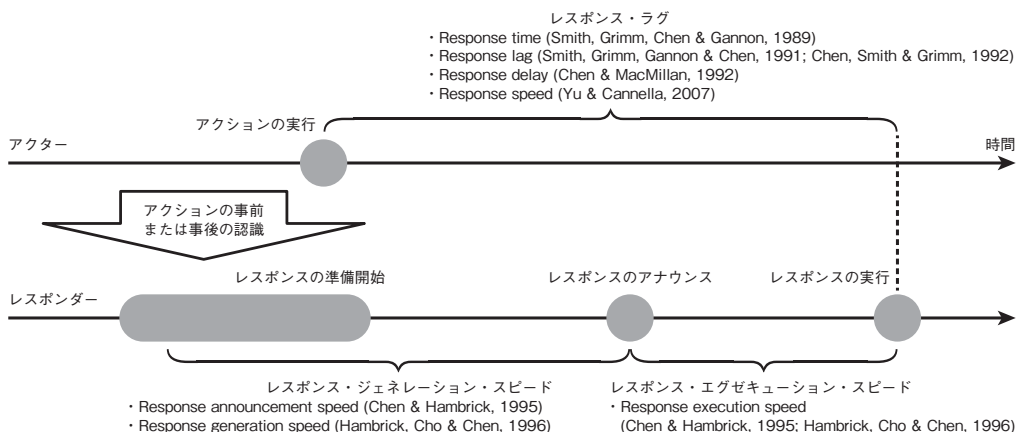 レスポンス・ラグ
・Response time (Smith, Grimm, Chen & Gannon, 1989)
・Response lag (Smith, Grimm, Gannon & Chen, 1991; Chen, Smith & Grimm, 1992)
・Response delay (Chen & MacMillan, 1992)
・Response speed (Yu & Cannella, 2007)
アクションの実行
アクター
時間
アクションの事前
または事後の認識
レスポンスの準備開始
レスポンスのアナウンス
レスポンスの実行
レスポンダー
レスポンス・ジェネレーション・スピード
・Response announcement speed (Chen & Hambrick, 1995)
・Response generation speed (Hambrick, Cho & Chen, 1996)
レスポンス・エグゼキューション・スピード
・Response execution speed
(Chen & Hambrick, 1995; Hambrick, Cho & Chen, 1996)